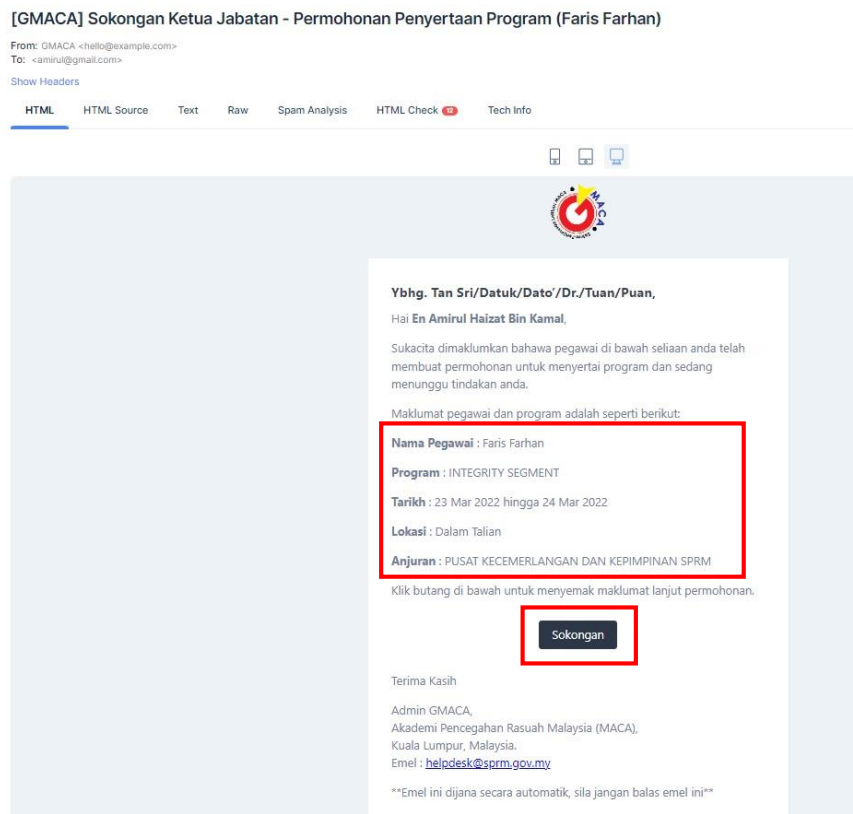 [GMACA] Sokongan Ketua Jabatan - Permohonan Penyertaan Program (Faris Farhan)
From: GMACA <hello@example.com>
To: <amirul@gmail.com>
Show Headers
HTML HTML Source Text Raw Spam Analysis HTML Check 12 Tech Info
MACA
G
Ybhg. Tan Sri/Datuk/Dato'/Dr./Tuan/Puan,
Hai En Amirul Haizat Bin Kamal,
Sukacita dimaklumkan bahawa pegawai di bawah seliaan anda telah
membuat permohonan untuk menyertai program dan sedang
menunggu tindakan anda.
Maklumat pegawai dan program adalah seperti berikut:
Nama Pegawai : Faris Farhan
Program : INTEGRITY SEGMENT
Tarikh : 23 Mar 2022 hingga 24 Mar 2022
Lokasi : Dalam Talian
Anjuran : PUSAT KECEMERLANGAN DAN KEPIMPINAN SPRM
Klik butang di bawah untuk menyemak maklumat lanjut permohonan.
Sokongan
Terima Kasih
Admin GMACA,
Akademi Pencegahan Rasuah Malaysia (MACA),
Kuala Lumpur, Malaysia.
Emel : helpdesk@sprm.gov.my
**Emel ini dijana secara automatik, sila jangan balas emel ini**